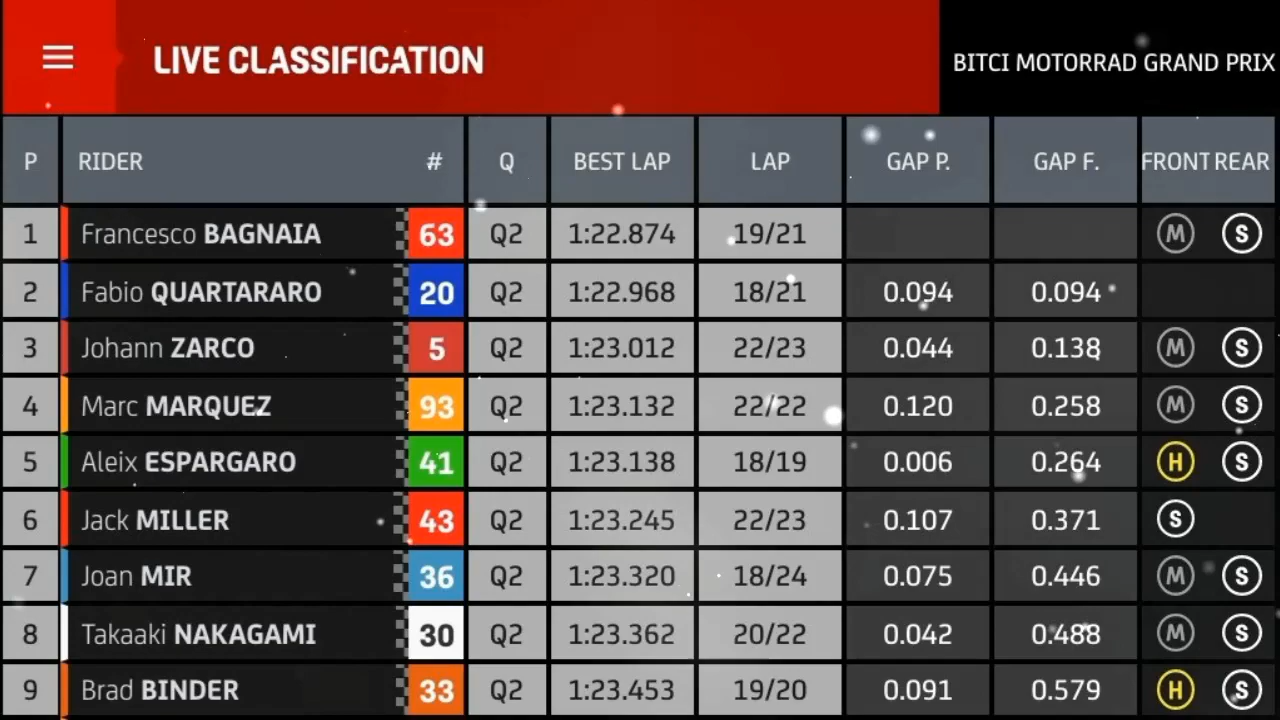 LIVE CLASSIFICATION
BITCI MOTORRAD GRAND PRIX
P RIDER # Q BEST LAP LAP GAP P. GAP F. FRONT REAR
1 Francesco BAGNAIA 63 Q2 1:22.874 19/21 M S
2 Fabio QUARTARARO 20 Q2 1:22.968 18/21 0.094 0.094
3 Johann ZARCO 5 Q2 1:23.012 22/23 0.044 0.138 M S
4 Marc MARQUEZ 93 Q2 1:23.132 22/22 0.120 0.258 M S
5 Aleix ESPARGARO 41 Q2 1:23.138 18/19 0.006 0.264 H S
6 Jack MILLER 43 Q2 1:23.245 22/23 0.107 0.371 S
7 Joan MIR 36 Q2 1:23.320 18/24 0.075 0.446 M S
8 Takaaki NAKAGAMI 30 Q2 1:23.362 20/22 0.042 0.488 M S
9 Brad BINDER 33 Q2 1:23.453 19/20 0.091 0.579 H S